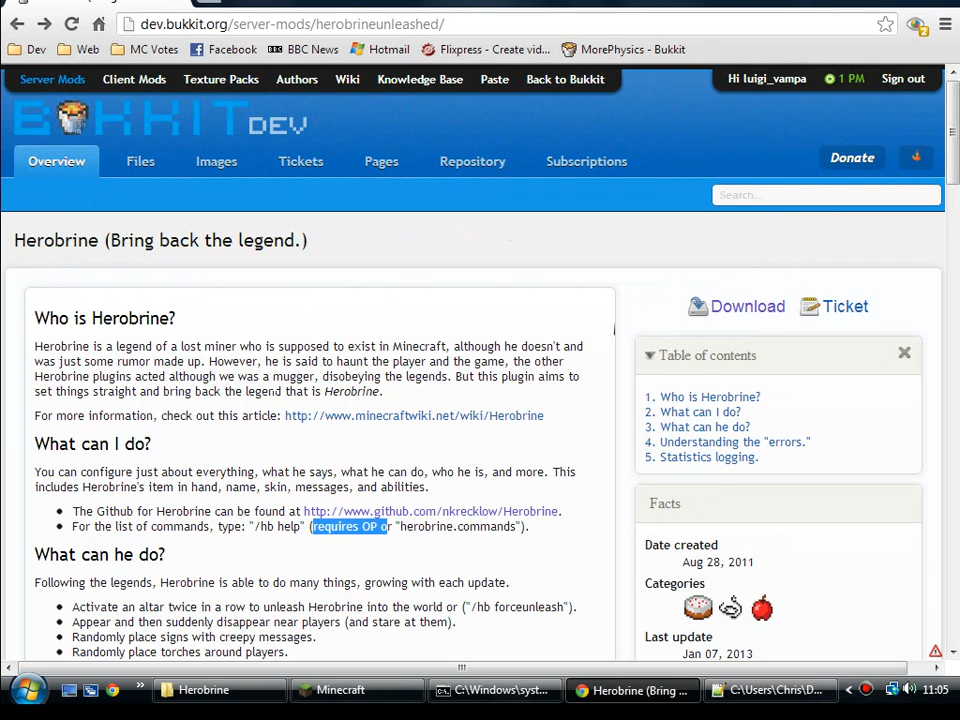 dev.bukkit.org/server-mods/herobrineunleashed/
2
Dev Web MC Votes Facebook BBC News Hotmail Flixpress - Create vid... MorePhysics - Bukkit
Server Mods Client Mods Texture Packs Authors Wiki Knowledge Base Paste Back to Bukkit Hi luigi_vampa 1 PM Sign out
BUKKIT DEV
Overview Files Images Tickets Pages Repository Subscriptions Donate
Search...
Herobrine (Bring back the legend.)
Who is Herobrine?
Herobrine is a legend of a lost miner who is supposed to exist in Minecraft, although he doesn't and
was just some rumor made up. However, he is said to haunt the player and the game, the other
Herobrine plugins acted although we was a mugger, disobeying the legends. But this plugin aims to
set things straight and bring back the legend that is Herobrine.
For more information, check out this article: http://www.minecraftwiki.net/wiki/Herobrine
What can I do?
You can configure just about everything, what he says, what he can do, who he is, and more. This
includes Herobrine's item in hand, name, skin, messages, and abilities.
The Github for Herobrine can be found at http://www.github.com/nkrecklow/Herobrine.
For the list of commands, type: "/hb help" (requires OP or "herobrine.commands").
What can he do?
Following the legends, Herobrine is able to do many things, growing with each update.
Activate an altar twice in a row to unleash Herobrine into the world or ("/hb forceunleash").
Appear and then suddenly disappear near players (and stare at them).
Randomly place signs with creepy messages.
Randomly place torches around players.
Download Ticket
Table of contents
1. Who is Herobrine?
2. What can I do?
3. What can he do?
4. Understanding the "errors."
5. Statistics logging.
Facts
Date created
Aug 28, 2011
Categories
Last update
Jan 07, 2013
Herobrine Minecraft C:\Windows\syst... Herobrine (Bring ... C:\Users\Chris\D... 11:05